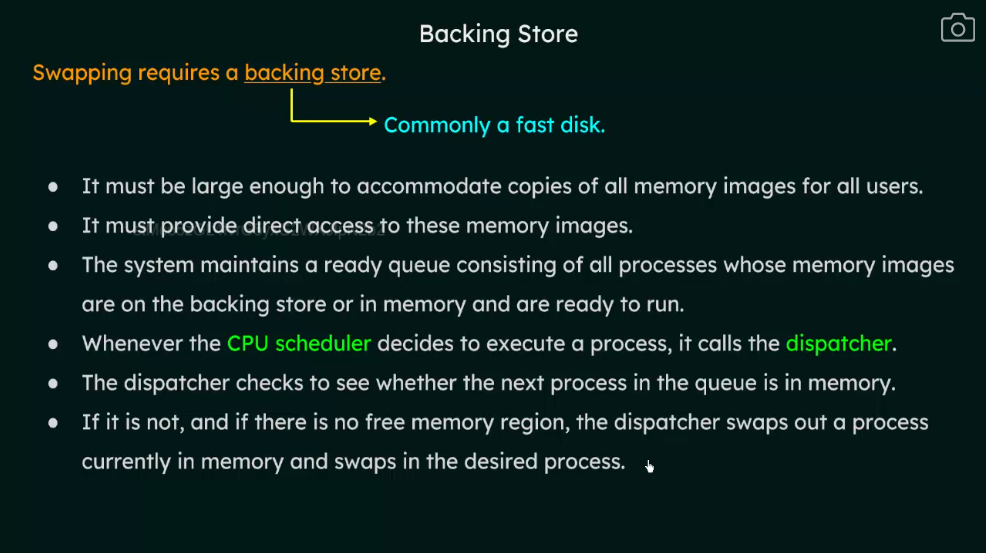 Backing Store
Swapping requires a backing store.
Commonly a fast disk.
● It must be large enough to accommodate copies of all memory images for all users.
● It must provide direct access to these memory images.
● The system maintains a ready queue consisting of all processes whose memory images
are on the backing store or in memory and are ready to run.
● Whenever the CPU scheduler decides to execute a process, it calls the dispatcher.
● The dispatcher checks to see whether the next process in the queue is in memory.
● If it is not, and if there is no free memory region, the dispatcher swaps out a process
currently in memory and swaps in the desired process.